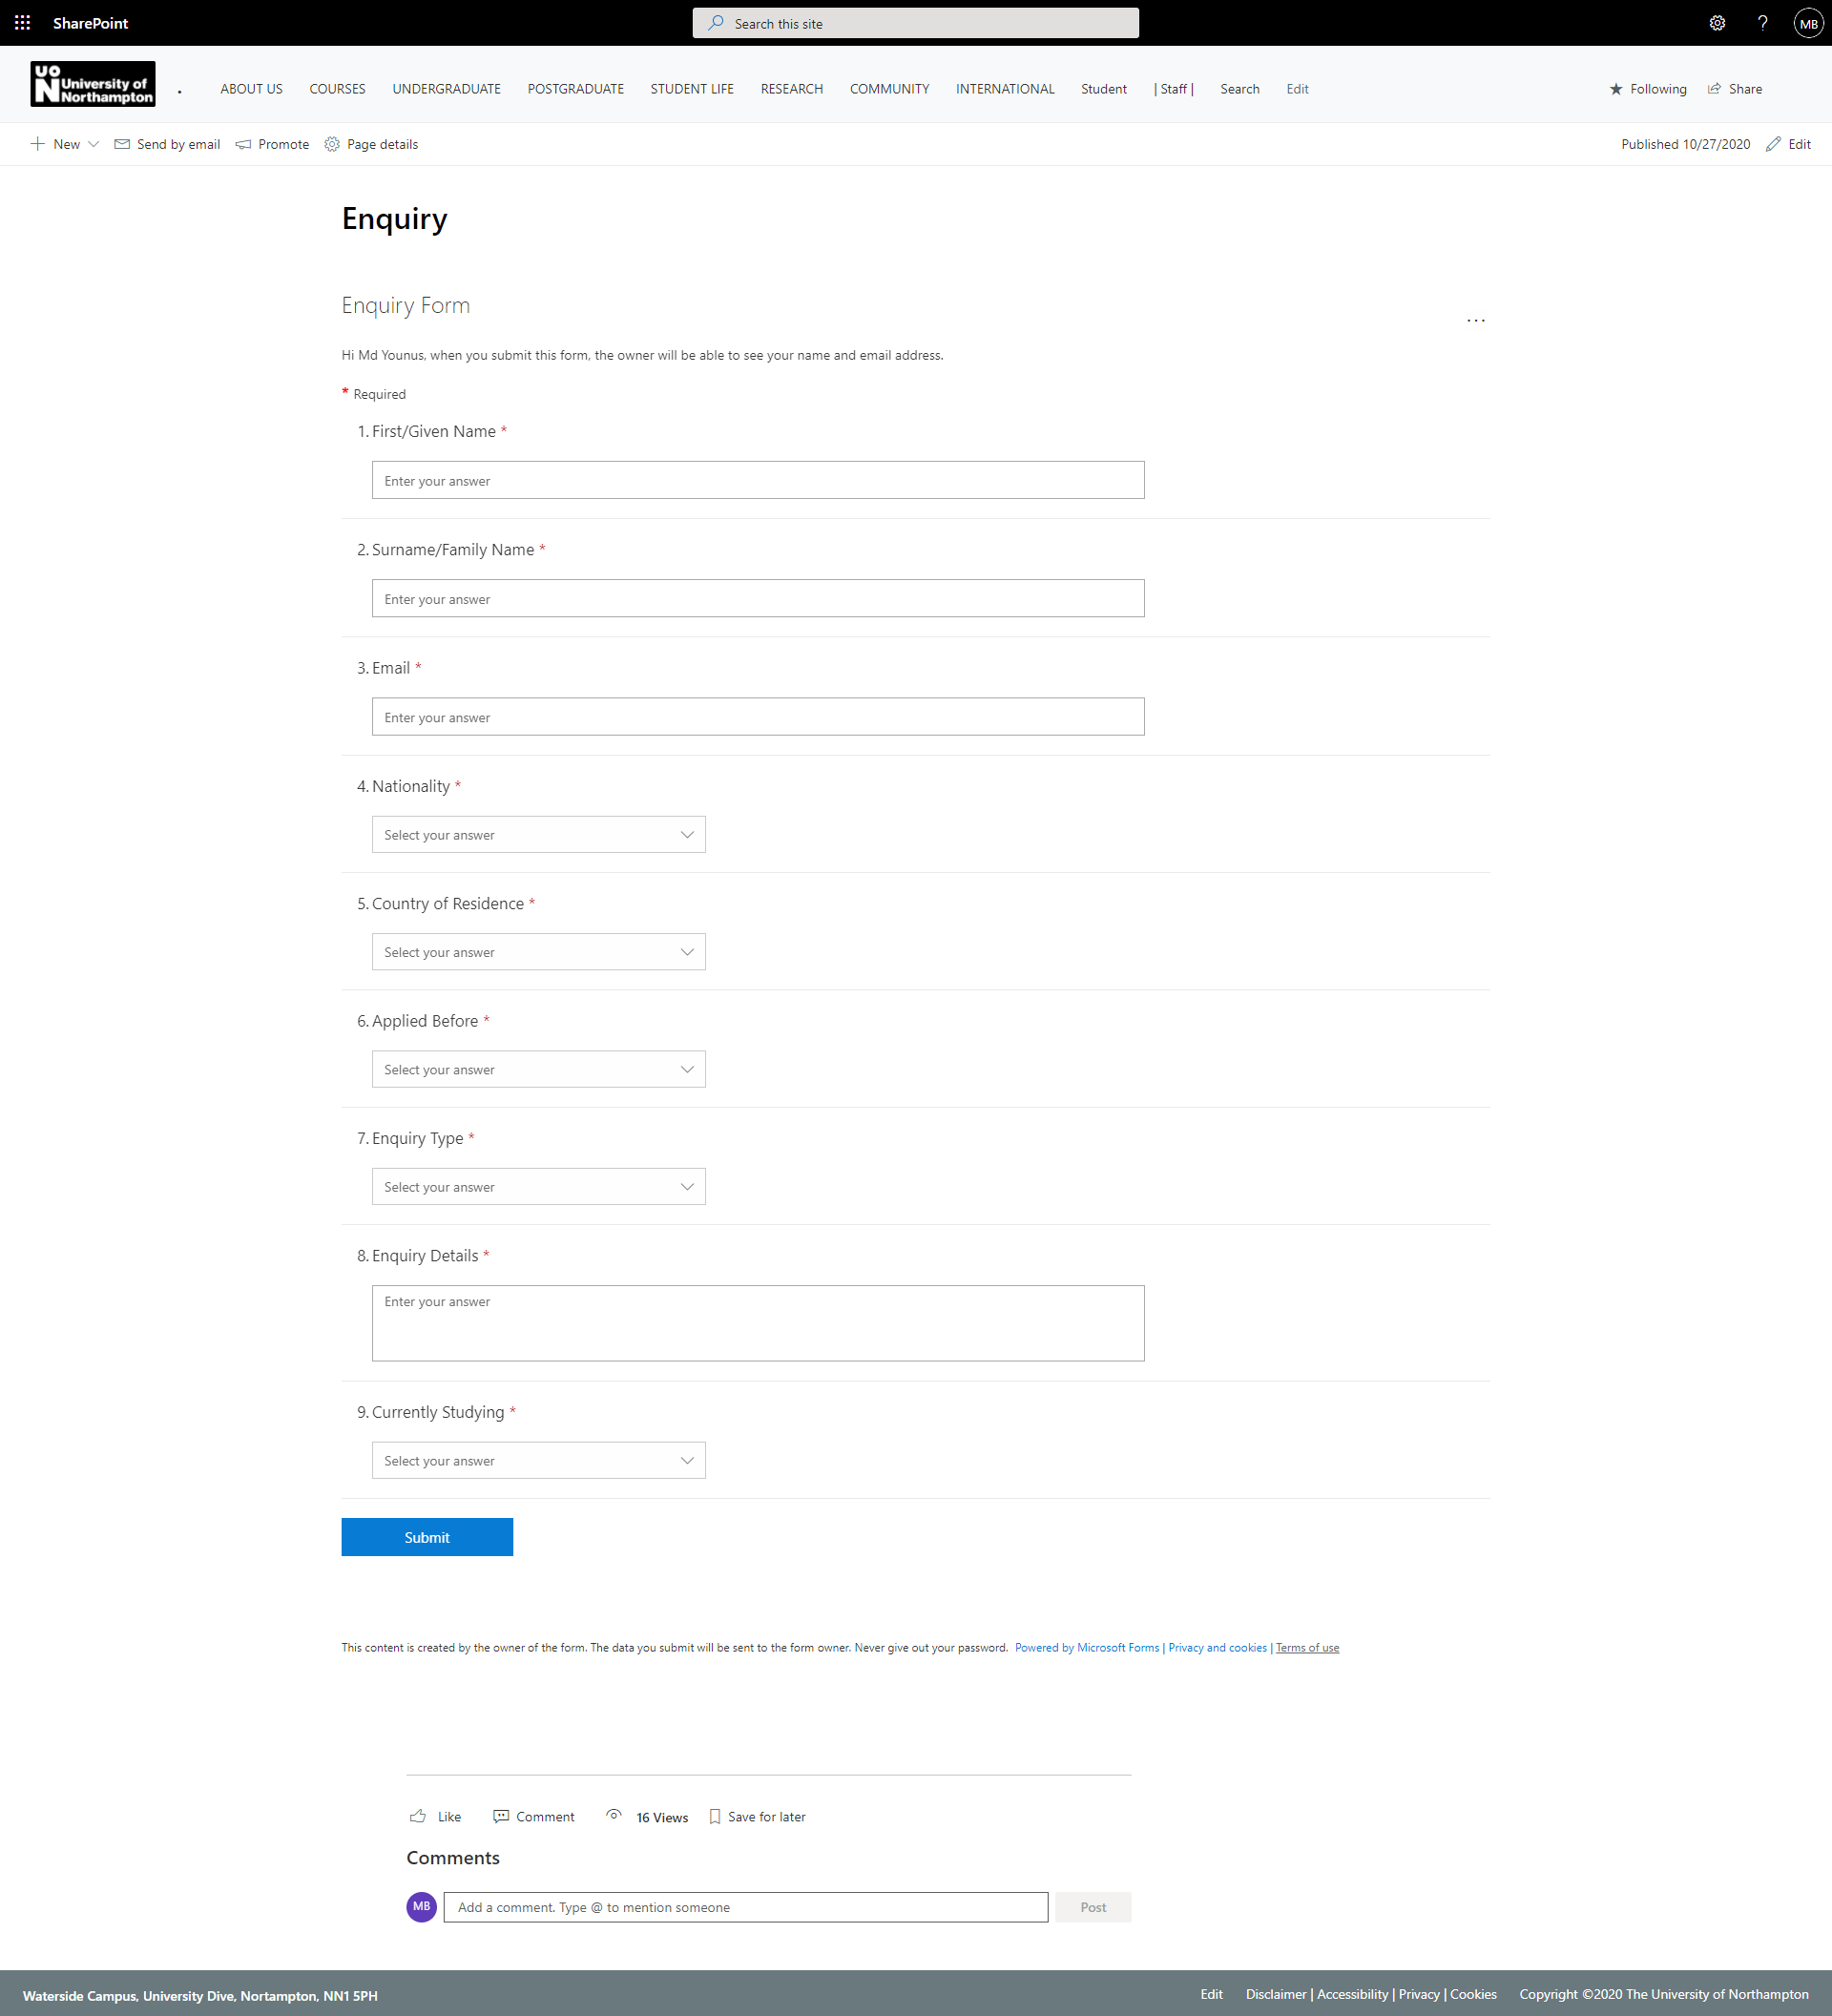 SharePoint
Search this site
?
MB
UON University of Northampton
.
ABOUT US COURSES UNDERGRADUATE POSTGRADUATE STUDENT LIFE RESEARCH COMMUNITY INTERNATIONAL Student | Staff | Search Edit
Following Share
New Send by email Promote Page details
Published 10/27/2020 Edit
Enquiry
Enquiry Form
...
Hi Md Younus, when you submit this form, the owner will be able to see your name and email address.
* Required
1. First/Given Name *
Enter your answer
2. Surname/Family Name *
Enter your answer
3. Email *
Enter your answer
4. Nationality *
Select your answer
5. Country of Residence *
Select your answer
6. Applied Before *
Select your answer
7. Enquiry Type *
Select your answer
8. Enquiry Details *
Enter your answer
9. Currently Studying *
Select your answer
Submit
This content is created by the owner of the form. The data you submit will be sent to the form owner. Never give out your password. Powered by Microsoft Forms | Privacy and cookies | Terms of use
Like Comment 16 Views Save for later
Comments
MB
Add a comment. Type @ to mention someone
Post
Waterside Campus, University Dive, Nortampton, NN1 5PH
Edit Disclaimer | Accessibility | Privacy | Cookies Copyright ©2020 The University of Northampton